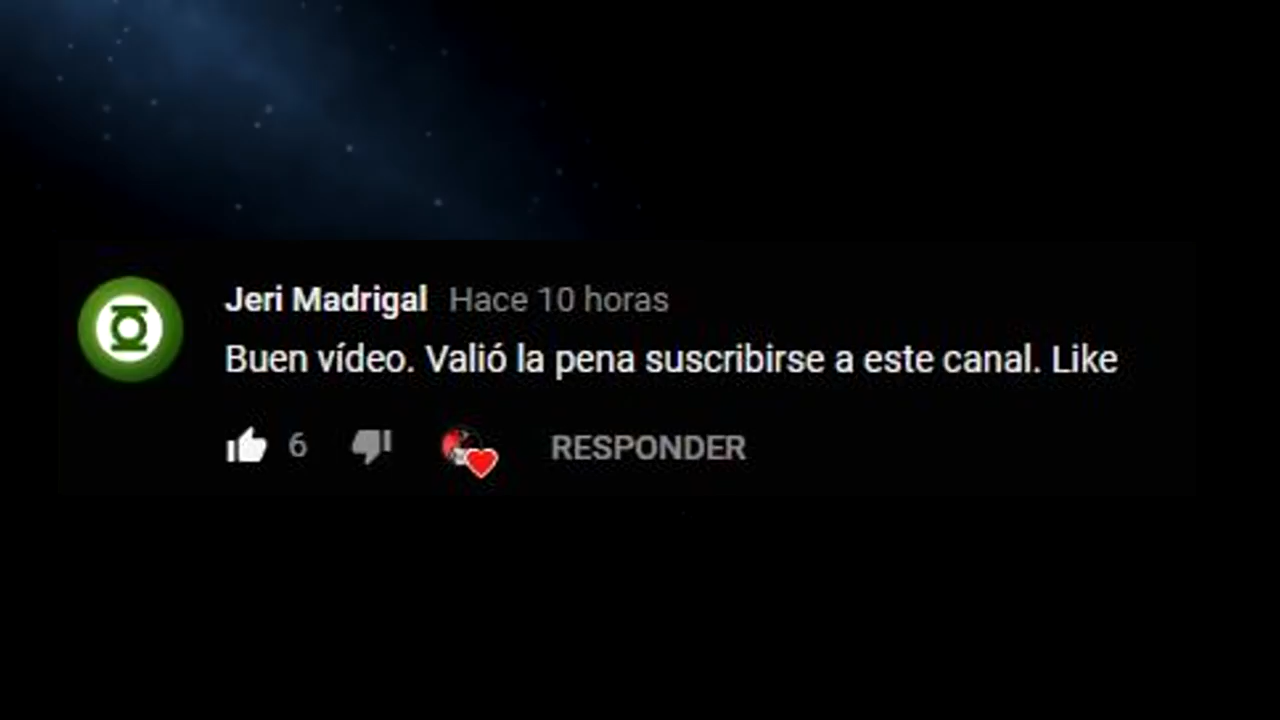 Jeri Madrigal Hace 10 horas
Buen vídeo. Valió la pena suscribirse a este canal. Like
6 RESPONDER